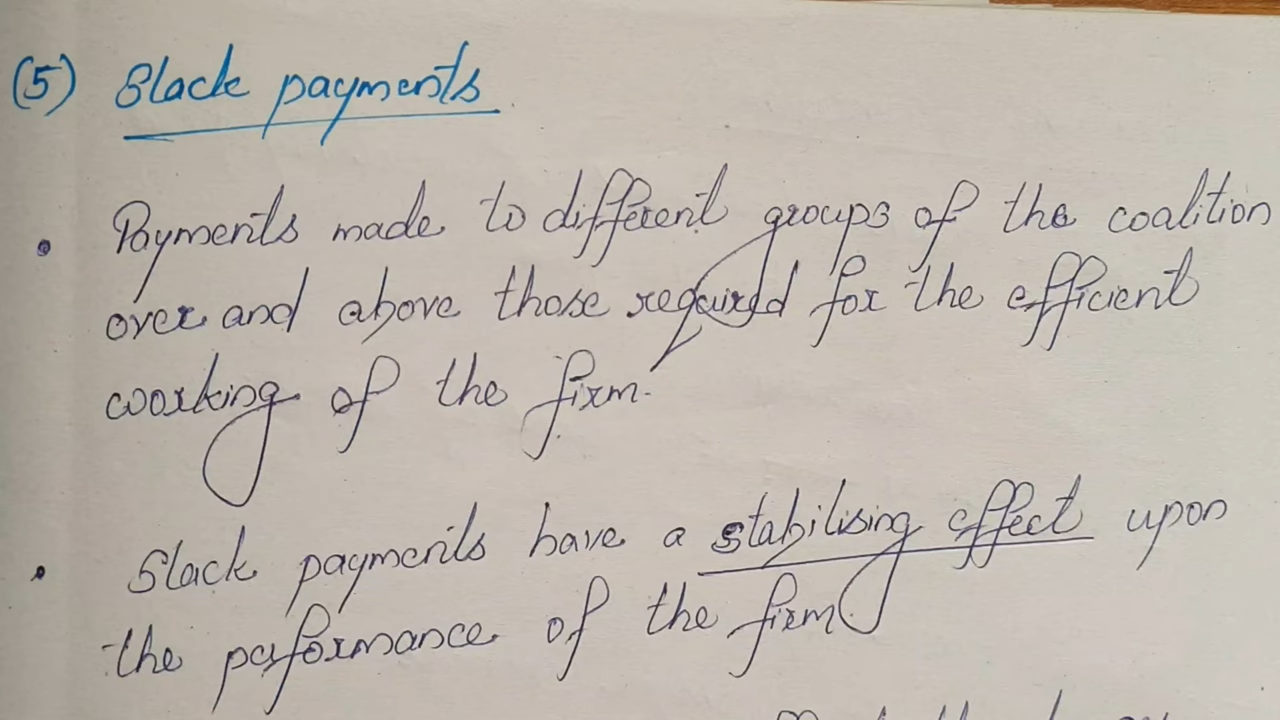 (5) Slack payments
• Payments made to different groups of the coalition
over and above those required for the efficient
working of the firm.
• Slack payments have a stabilising effect upon
the performance of the firm